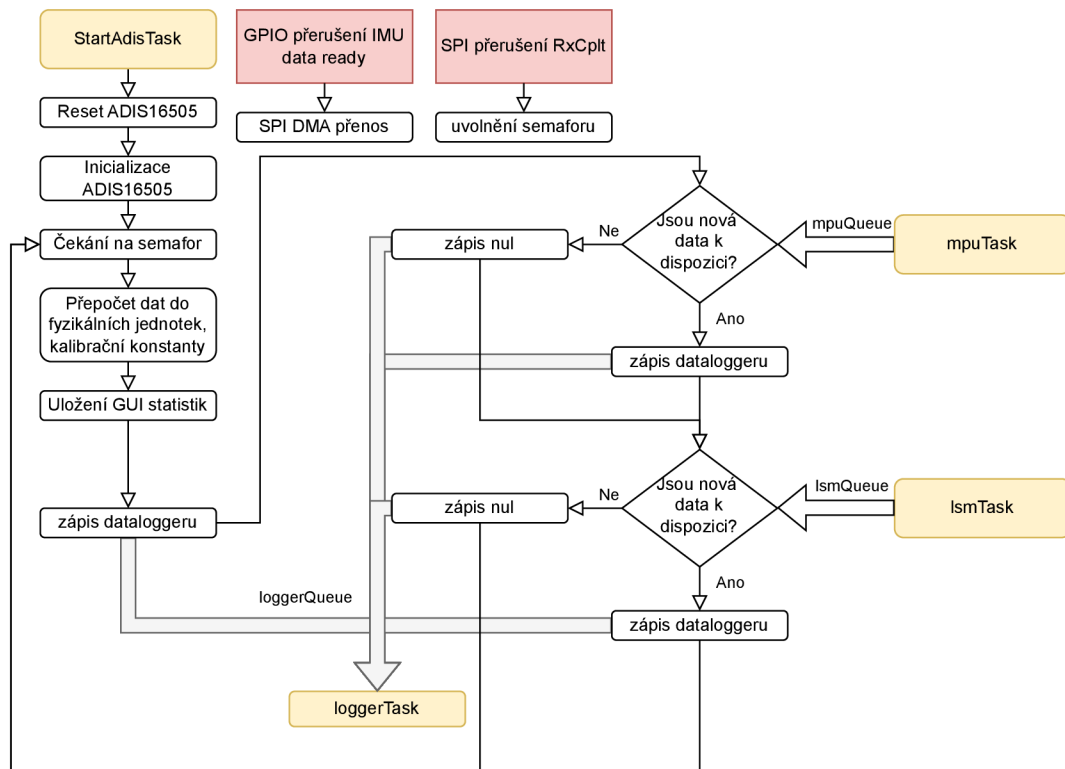 StartAdisTask
GPIO přerušení IMU
data ready
SPI přerušení RxCplt
Reset ADIS16505
SPI DMA přenos
uvolnění semaforu
Inicializace
ADIS16505
Čekání na semafor
Přepočet dat do
fyzikálních jednotek,
kalibrační konstanty
Uložení GUI statistik
zápis dataloggeru
Jsou nová
data k
dispozici?
Ne
zápis nul
mpuQueue
mpuTask
Ano
zápis dataloggeru
Jsou nová
data k
dispozici?
Ne
zápis nul
lsmQueue
lsmTask
Ano
zápis dataloggeru
loggerQueue
loggerTask